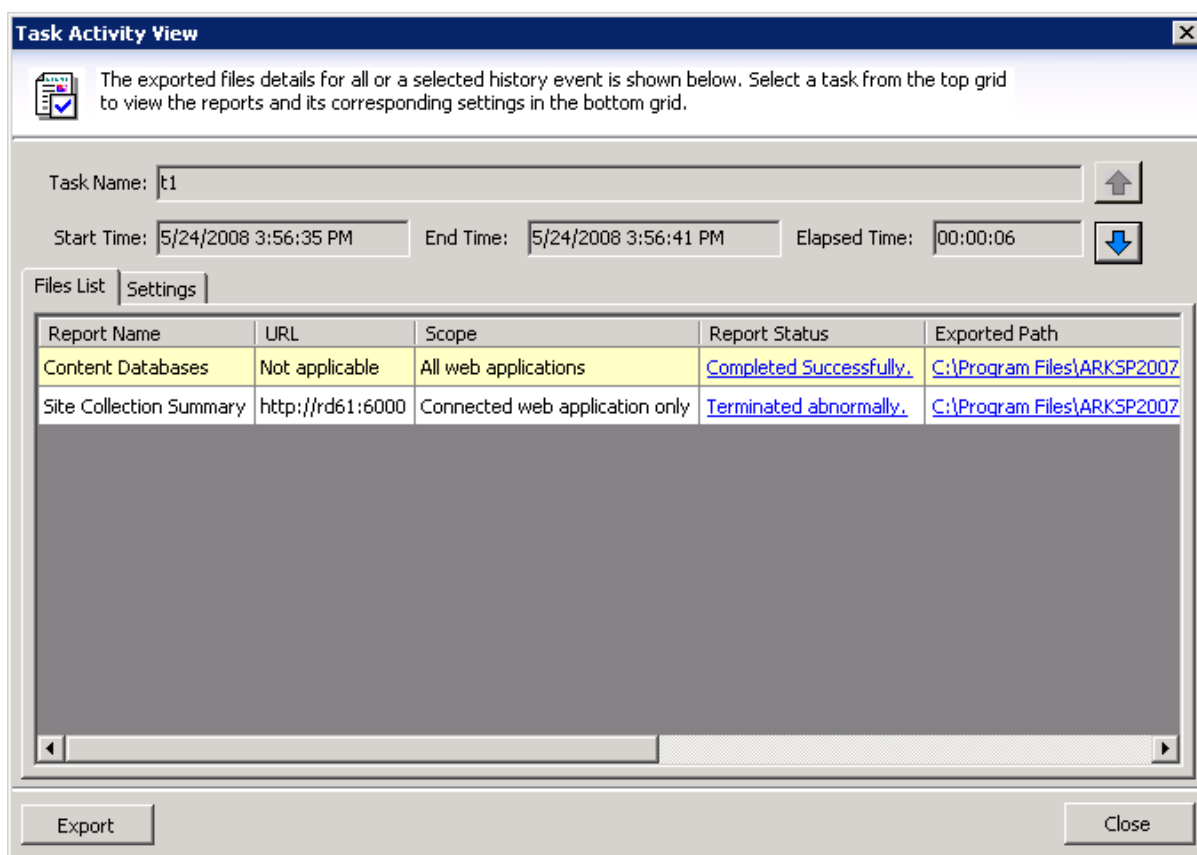 Task Activity View
The exported files details for all or a selected history event is shown below. Select a task from the top grid
to view the reports and its corresponding settings in the bottom grid.
Task Name: t1
Start Time: 5/24/2008 3:56:35 PM End Time: 5/24/2008 3:56:41 PM Elapsed Time: 00:00:06
Files List Settings
Report Name URL Scope Report Status Exported Path
Content Databases Not applicable All web applications Completed Successfully. C:\Program Files\ARKSP2007
Site Collection Summary http://rd61:6000 Connected web application only Terminated abnormally. C:\Program Files\ARKSP2007
Export Close